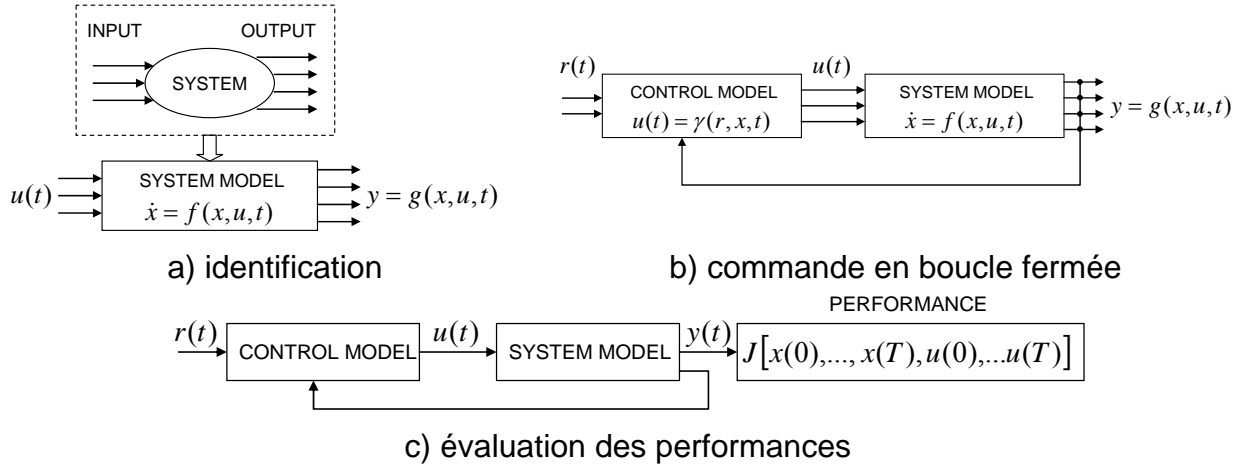 INPUT OUTPUT
SYSTEM
SYSTEM MODEL
u(t) ẋ = f(x,u,t) y = g(x,u,t)
a) identification
r(t) u(t)
CONTROL MODEL SYSTEM MODEL
u(t) = γ(r,x,t) ẋ = f(x,u,t) y = g(x,u,t)
b) commande en boucle fermée
PERFORMANCE
r(t) u(t) y(t)
CONTROL MODEL SYSTEM MODEL J[x(0),..., x(T),u(0),...u(T)]
c) évaluation des performances